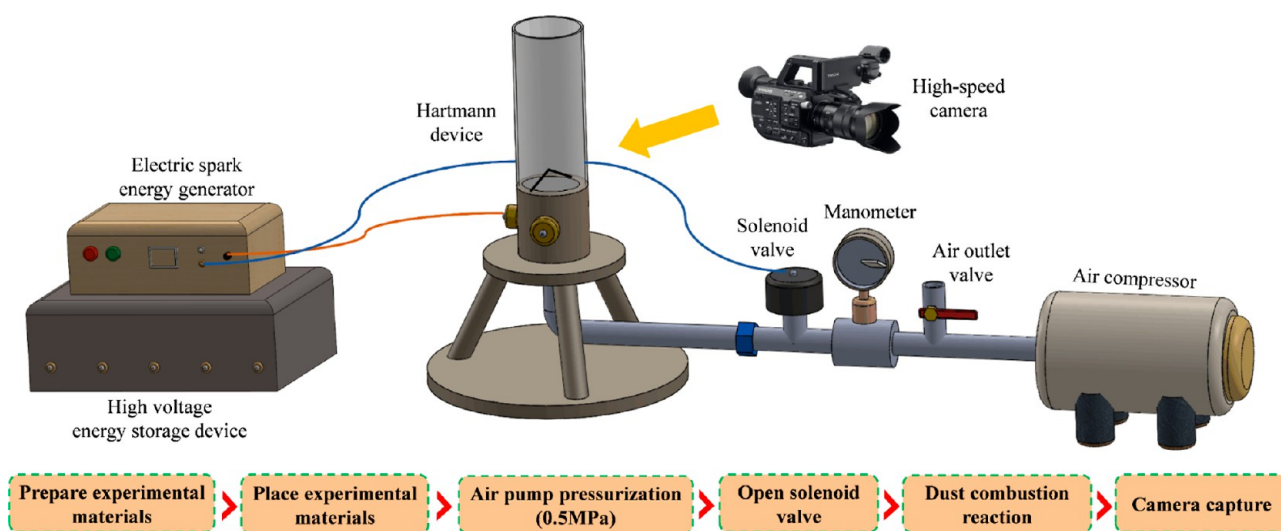 High-speed
camera
Hartmann
device
Electric spark
energy generator
Manometer
Solenoid
valve
Air outlet
valve
Air compressor
High voltage
energy storage device
Prepare experimental
materials
Place experimental
materials
Air pump pressurization
(0.5MPa)
Open solenoid
valve
Dust combustion
reaction
Camera capture